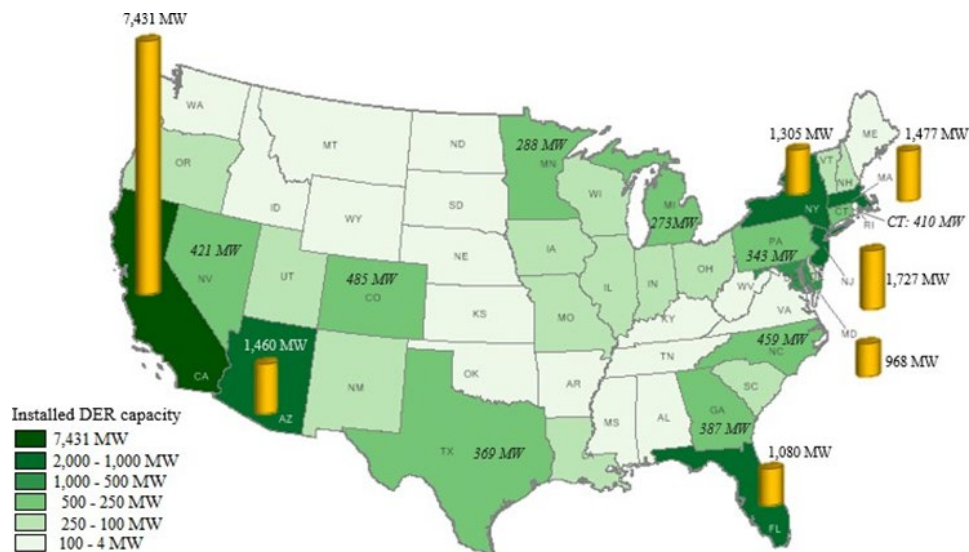 7,431 MW
WA
MT
ND
288 MW
MN
1,305 MW
ME
1,477 MW
OR
ID
WY
SD
WI
MI
273MW
NY
VT
NH
MA
CT
RI
CT: 410 MW
421 MW
NV
UT
485 MW
CO
NE
IA
IL
IN
OH
PA
343 MW
NJ
1,727 MW
KS
MO
KY
WV
VA
MD
968 MW
1,460 MW
CA
AZ
NM
OK
AR
TN
459 MW
NC
SC
TX
369 MW
MS
AL
GA
387 MW
1,080 MW
FL
Installed DER capacity
7,431 MW
2,000 - 1,000 MW
1,000 - 500 MW
500 - 250 MW
250 - 100 MW
100 - 4 MW